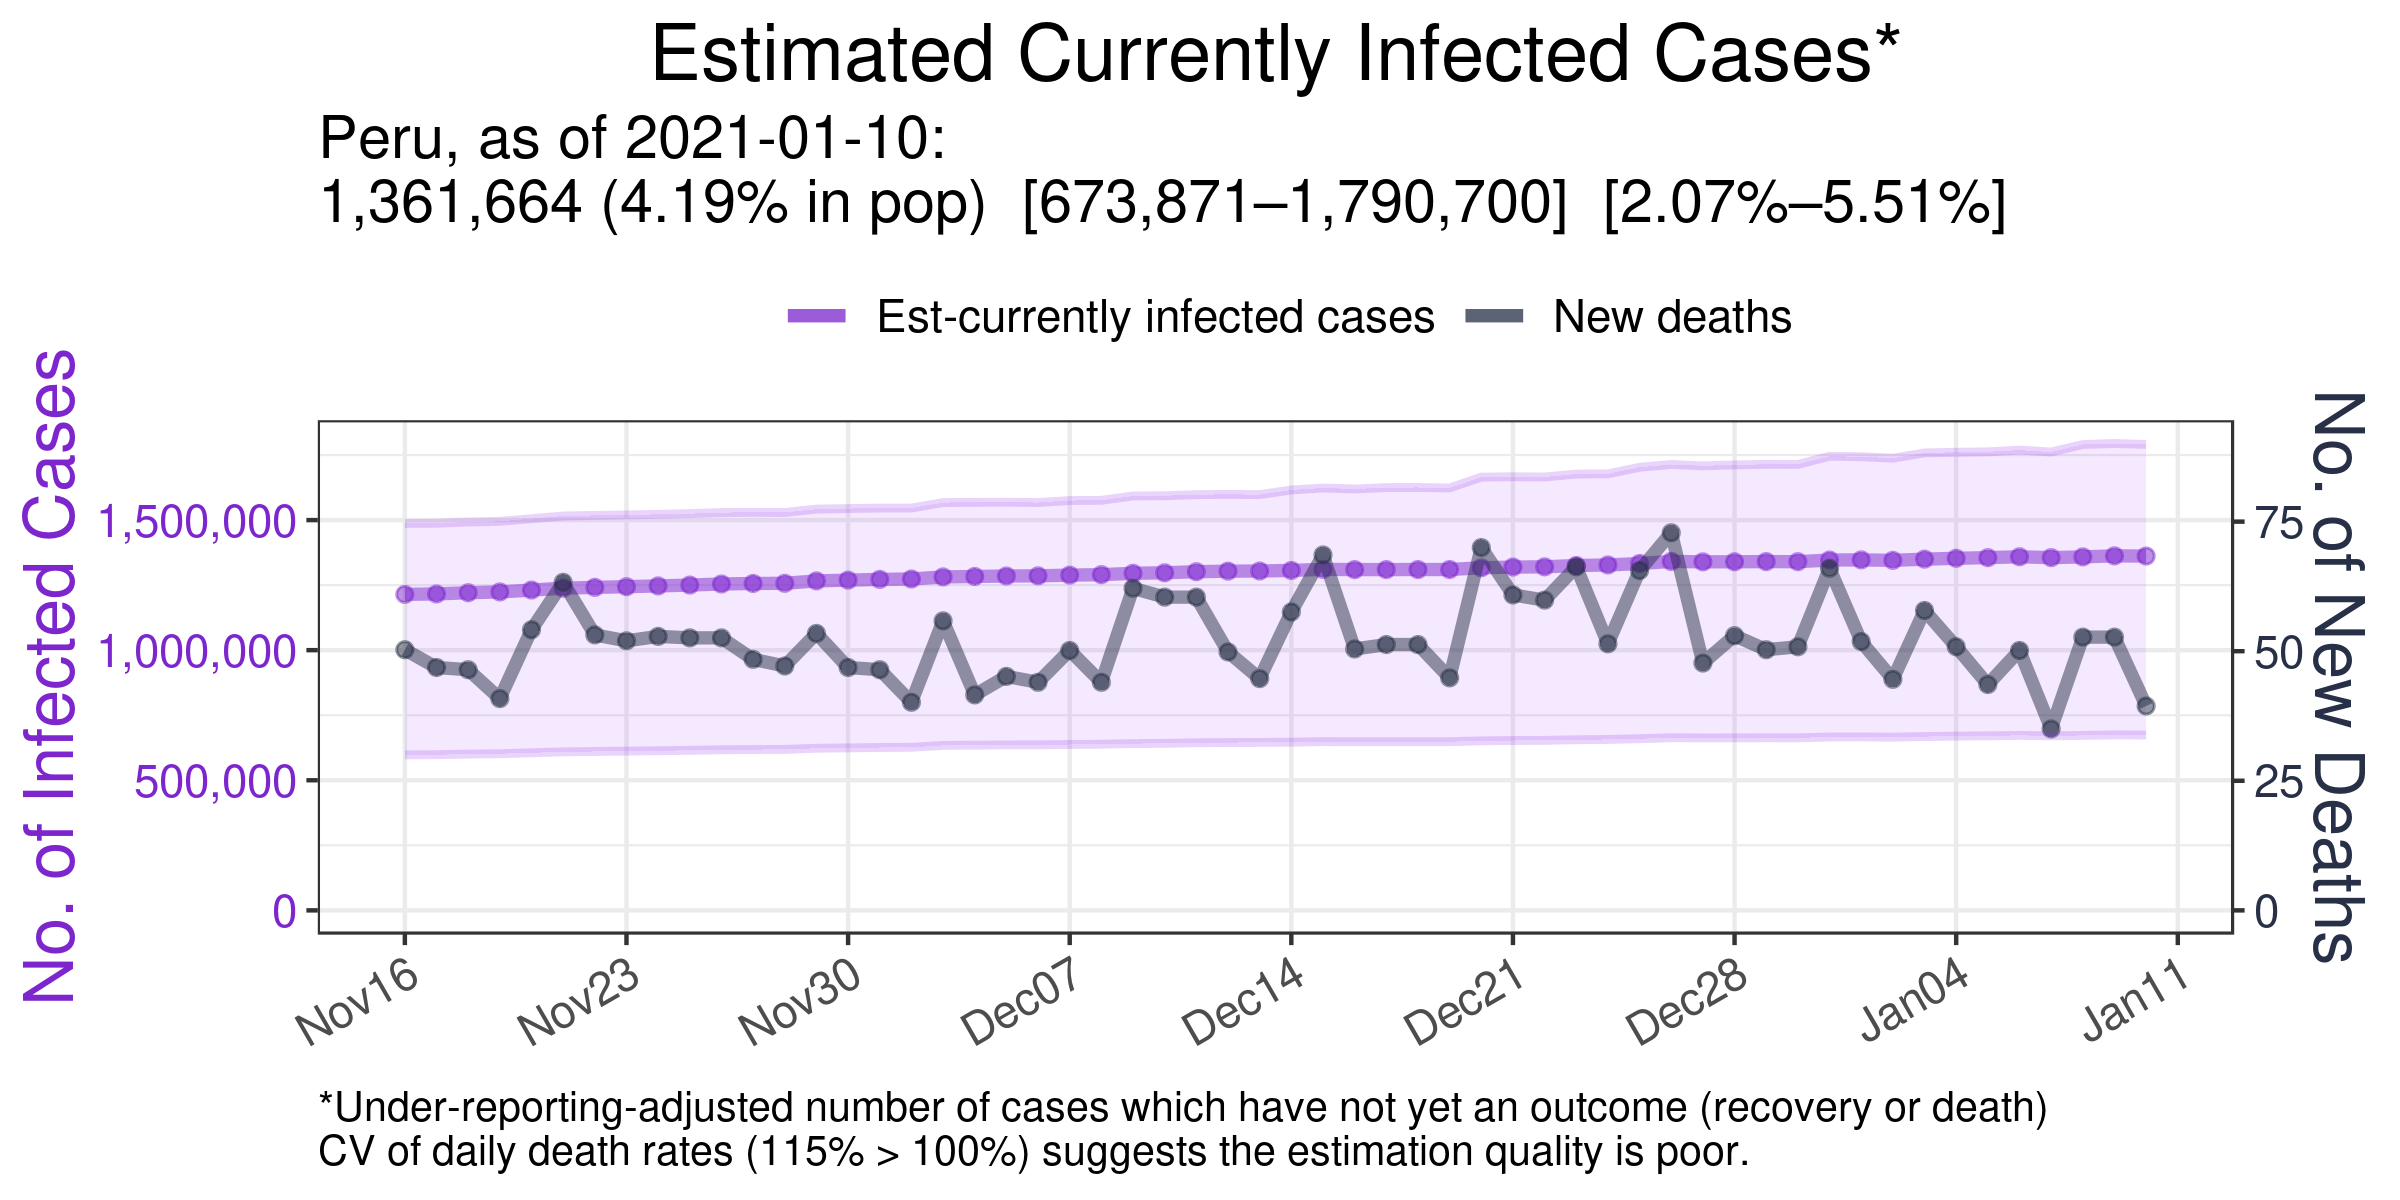 Estimated Currently Infected Cases*
Peru, as of 2021-01-10:
1,361,664 (4.19% in pop)  [673,871–1,790,700]  [2.07%–5.51%]
Est-currently infected cases
New deaths
No. of Infected Cases
1,500,000
1,000,000
500,000
0
75
50
25
0
No. of New Deaths
Nov16
Nov23
Nov30
Dec07
Dec14
Dec21
Dec28
Jan04
Jan11
*Under-reporting-adjusted number of cases which have not yet an outcome (recovery or death)
CV of daily death rates (115% > 100%) suggests the estimation quality is poor.